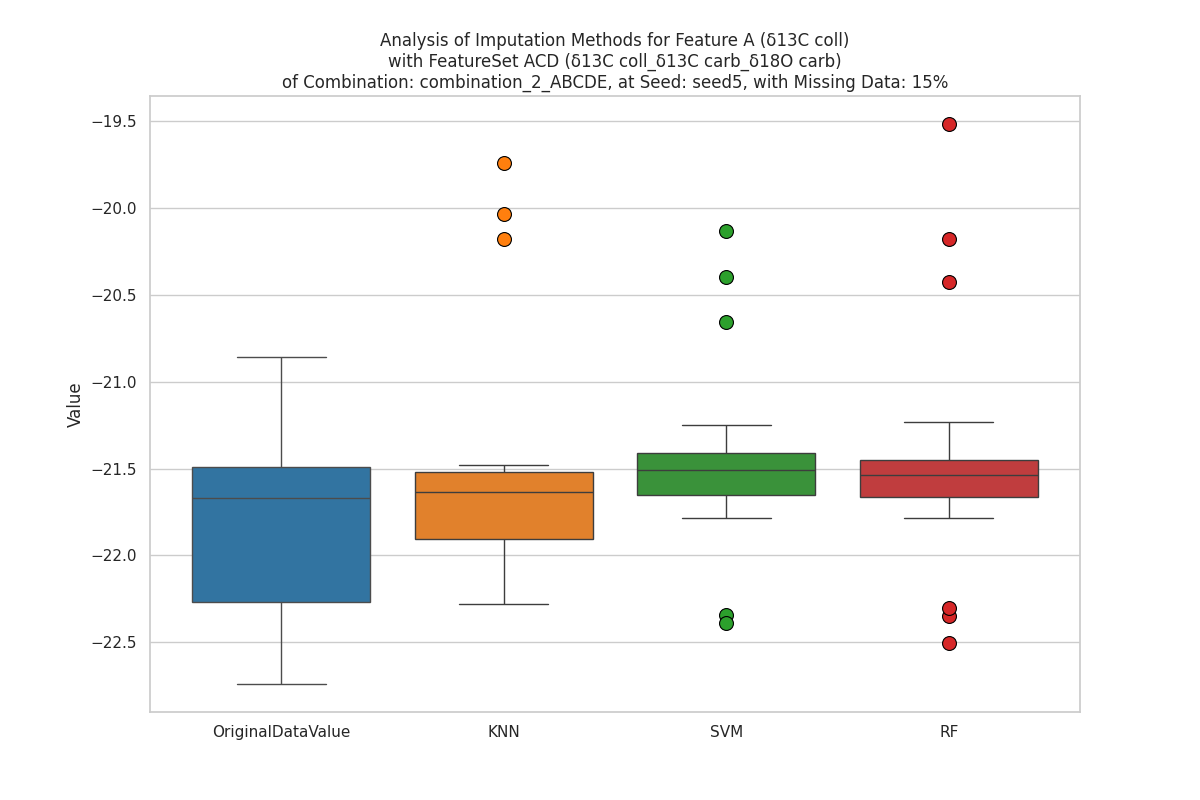 Analysis of Imputation Methods for Feature A (δ13C coll)
with FeatureSet ACD (δ13C coll_δ13C carb_δ18O carb)
of Combination: combination_2_ABCDE, at Seed: seed5, with Missing Data: 15%
−19.5
−20.0
−20.5
−21.0
−21.5
−22.0
−22.5
Value
OriginalDataValue
KNN
SVM
RF